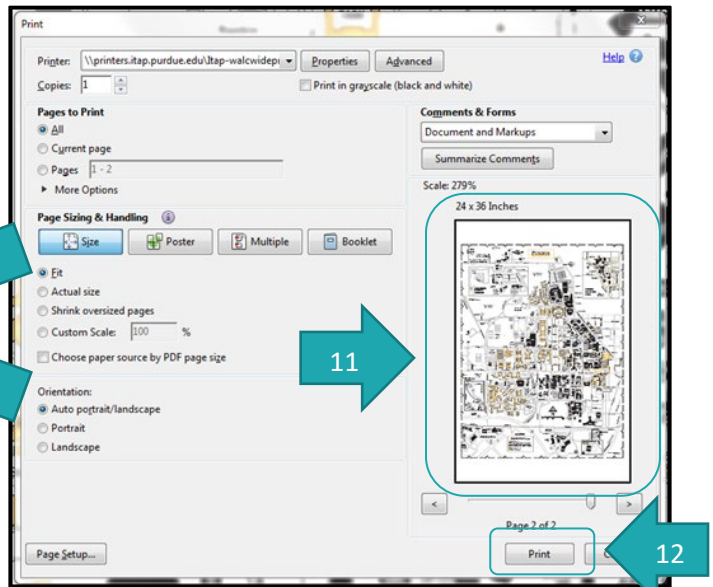 Print
Printer: \\printers.itap.purdue.edu\Itap-walcwidepr Properties Advanced Help
Copies: 1 Print in grayscale (black and white)
Pages to Print
All
Current page
Pages 1 - 2
More Options
Page Sizing & Handling
Size Poster Multiple Booklet
Fit
Actual size
Shrink oversized pages
Custom Scale: 100 %
Choose paper source by PDF page size
Orientation:
Auto portrait/landscape
Portrait
Landscape
Comments & Forms
Document and Markups
Summarize Comments
Scale: 279%
24 x 36 Inches
11
< >
Page 2 of 2
Page Setup... Print
12